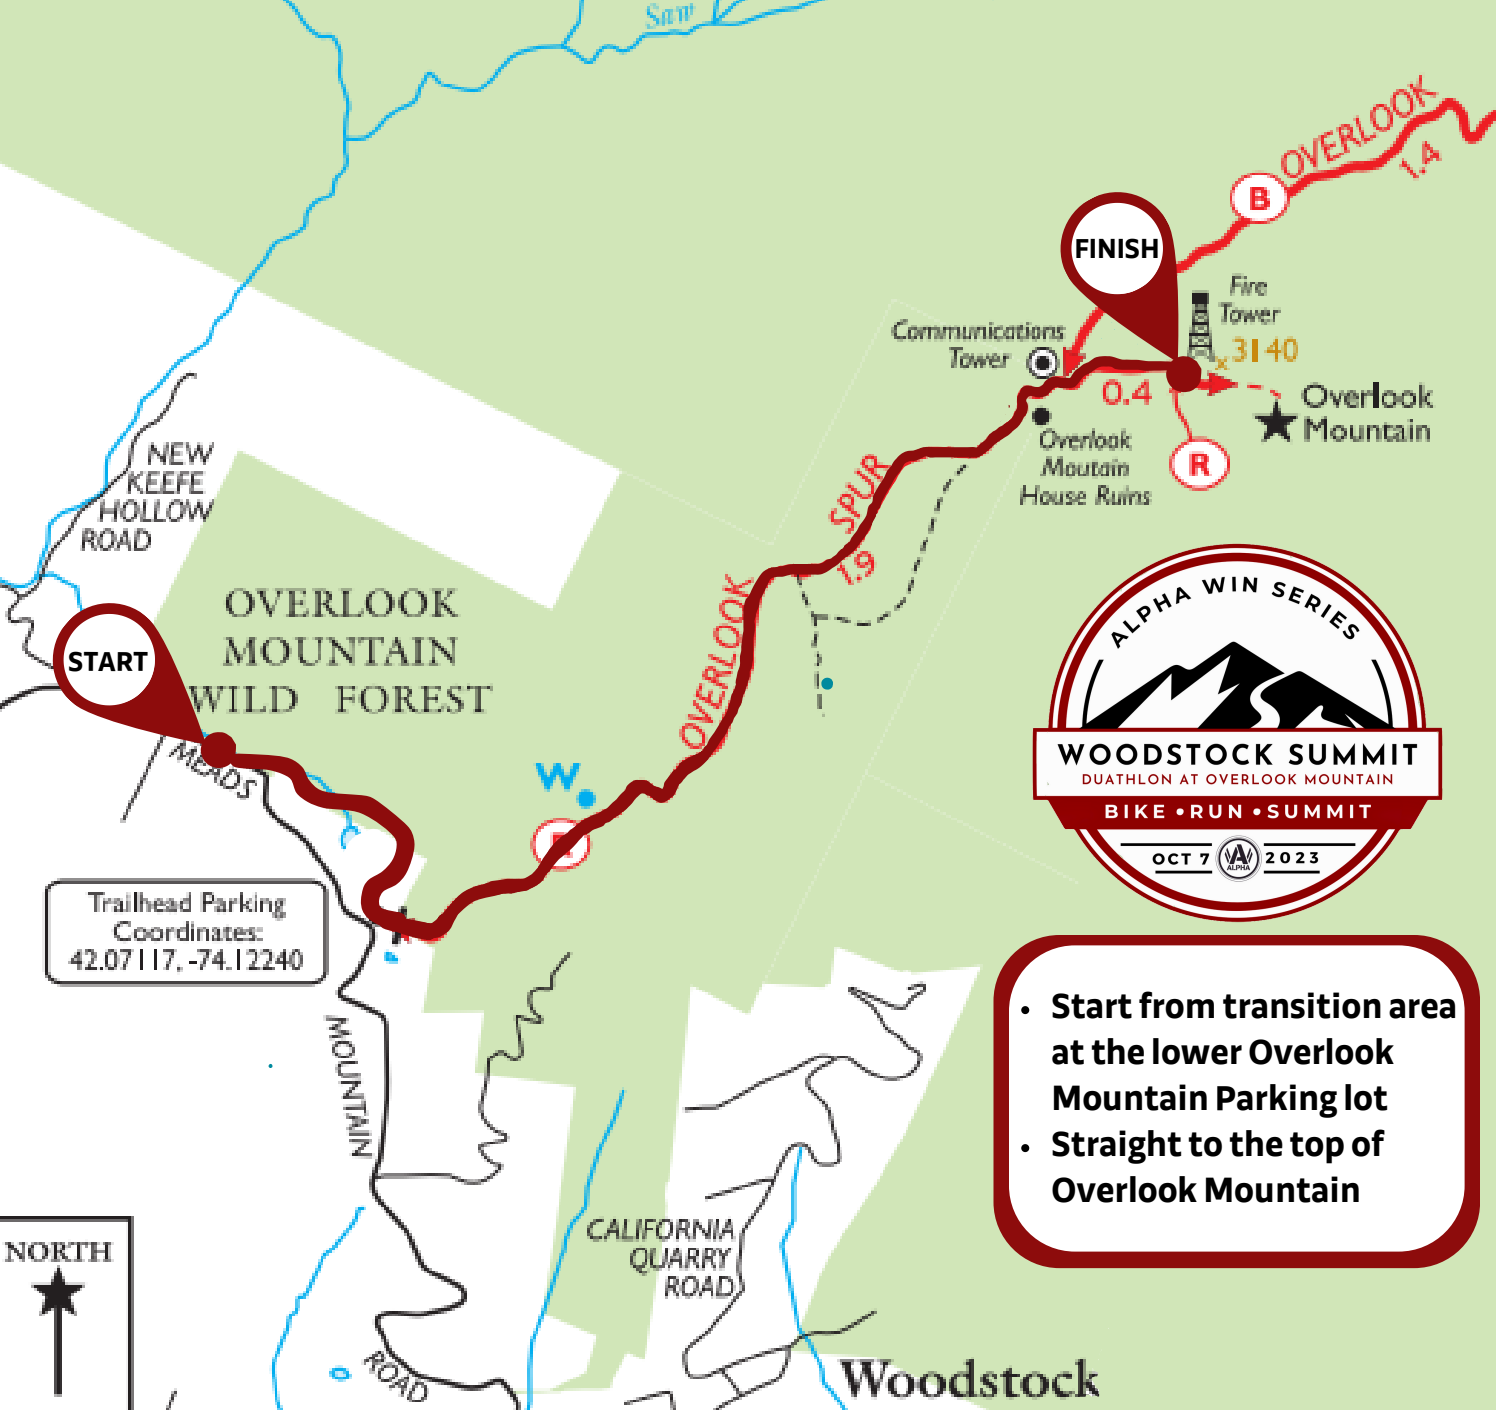 Saw
OVERLOOK
1.4
B
FINISH
Fire
Tower
3140
Communications
Tower
0.4
Overlook
Mountain
Overlook
Moutain
House Ruins
R
NEW
KEEFE
HOLLOW
ROAD
SPUR
1.9
OVERLOOK
OVERLOOK
MOUNTAIN
WILD FOREST
START
MEADS
W
Trailhead Parking
Coordinates:
42.07117, -74.12240
MOUNTAIN
ROAD
ALPHA WIN SERIES
WOODSTOCK SUMMIT
DUATHLON AT OVERLOOK MOUNTAIN
BIKE • RUN • SUMMIT
OCT 7
ALPHA
2023
• Start from transition area
at the lower Overlook
Mountain Parking lot
• Straight to the top of
Overlook Mountain
CALIFORNIA
QUARRY
ROAD
NORTH
Woodstock